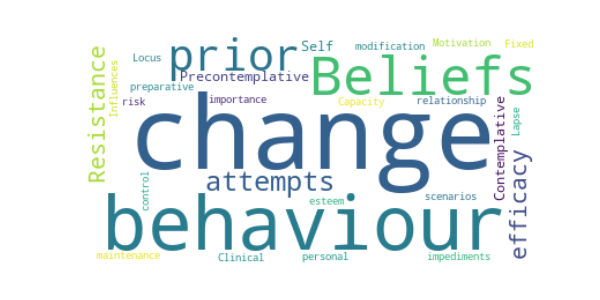 prior
Self
modification
Motivation
Fixed
Locus
Precontemplative
Beliefs
Resistance
Influences
preparative
risk
importance
Capacity
relationship
change
Contemplative
Lapse
attempts
control
esteem
scenarios
efficacy
behaviour
maintenance
Clinical
personal
impediments